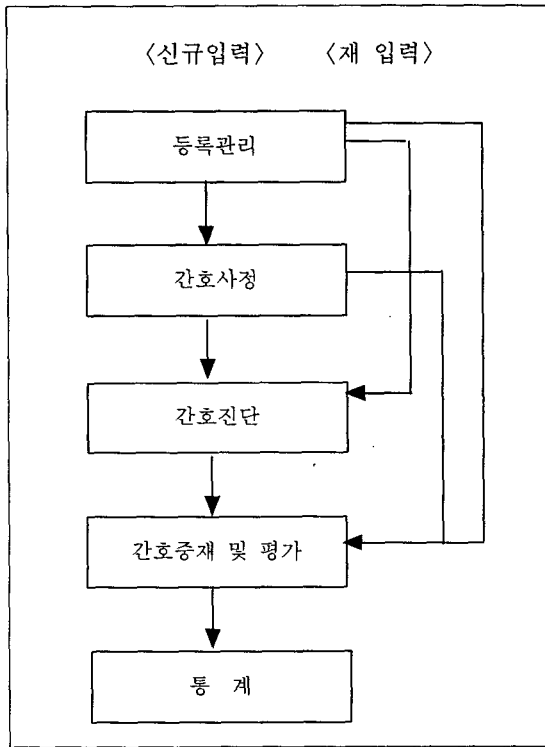 〈신규입력〉 〈재 입력〉
등록관리
간호사정
간호진단
간호중재 및 평가
통 계